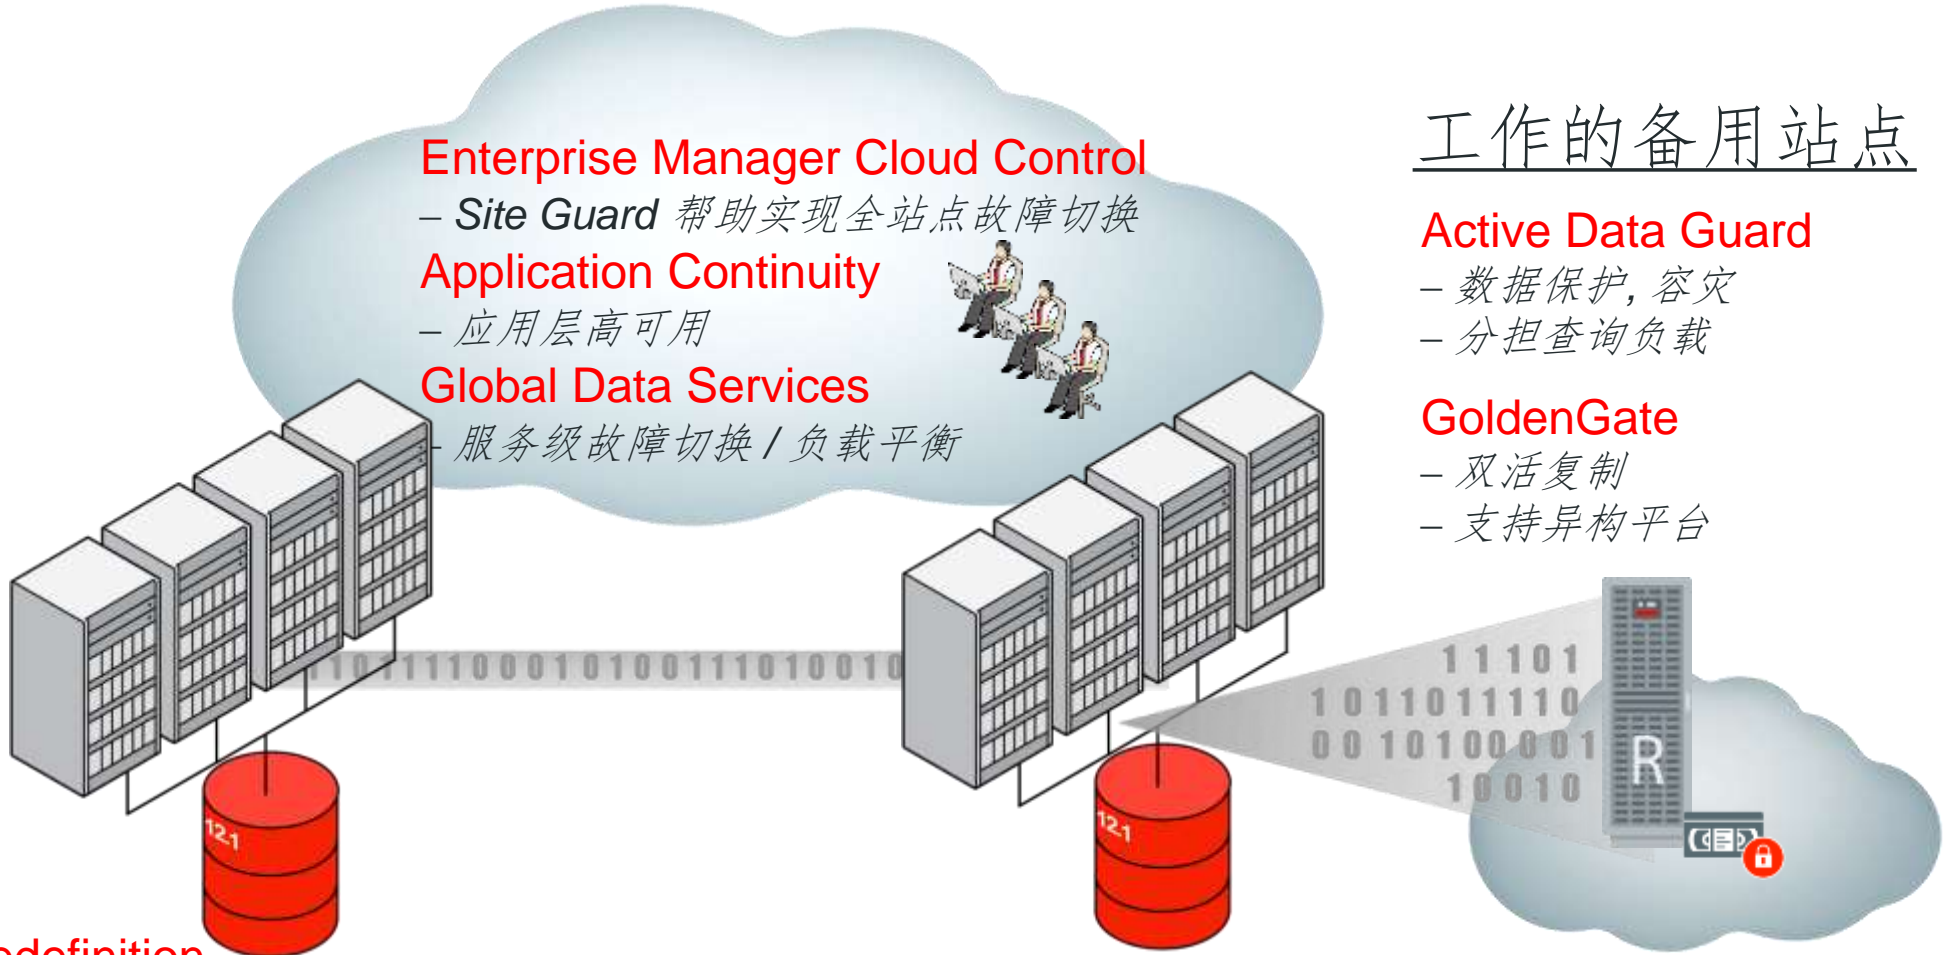 Enterprise Manager Cloud Control
– Site Guard 帮助实现全站点故障切换
Application Continuity
– 应用层高可用
Global Data Services
- 服务级故障切换 / 负载平衡
工作的备用站点
Active Data Guard
– 数据保护, 容灾
– 分担查询负载
GoldenGate
– 双活复制
– 支持异构平台
11101
1011011110
10010
R
12.1
12.1